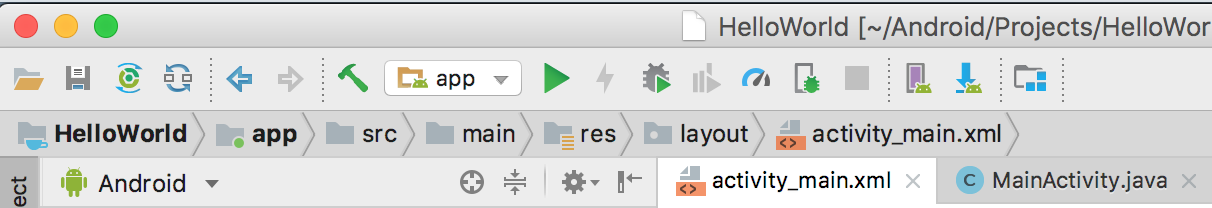 HelloWorld [~/Android/Projects/HelloWor
app
HelloWorld app src main res layout activity_main.xml
ect Android activity_main.xml MainActivity.java